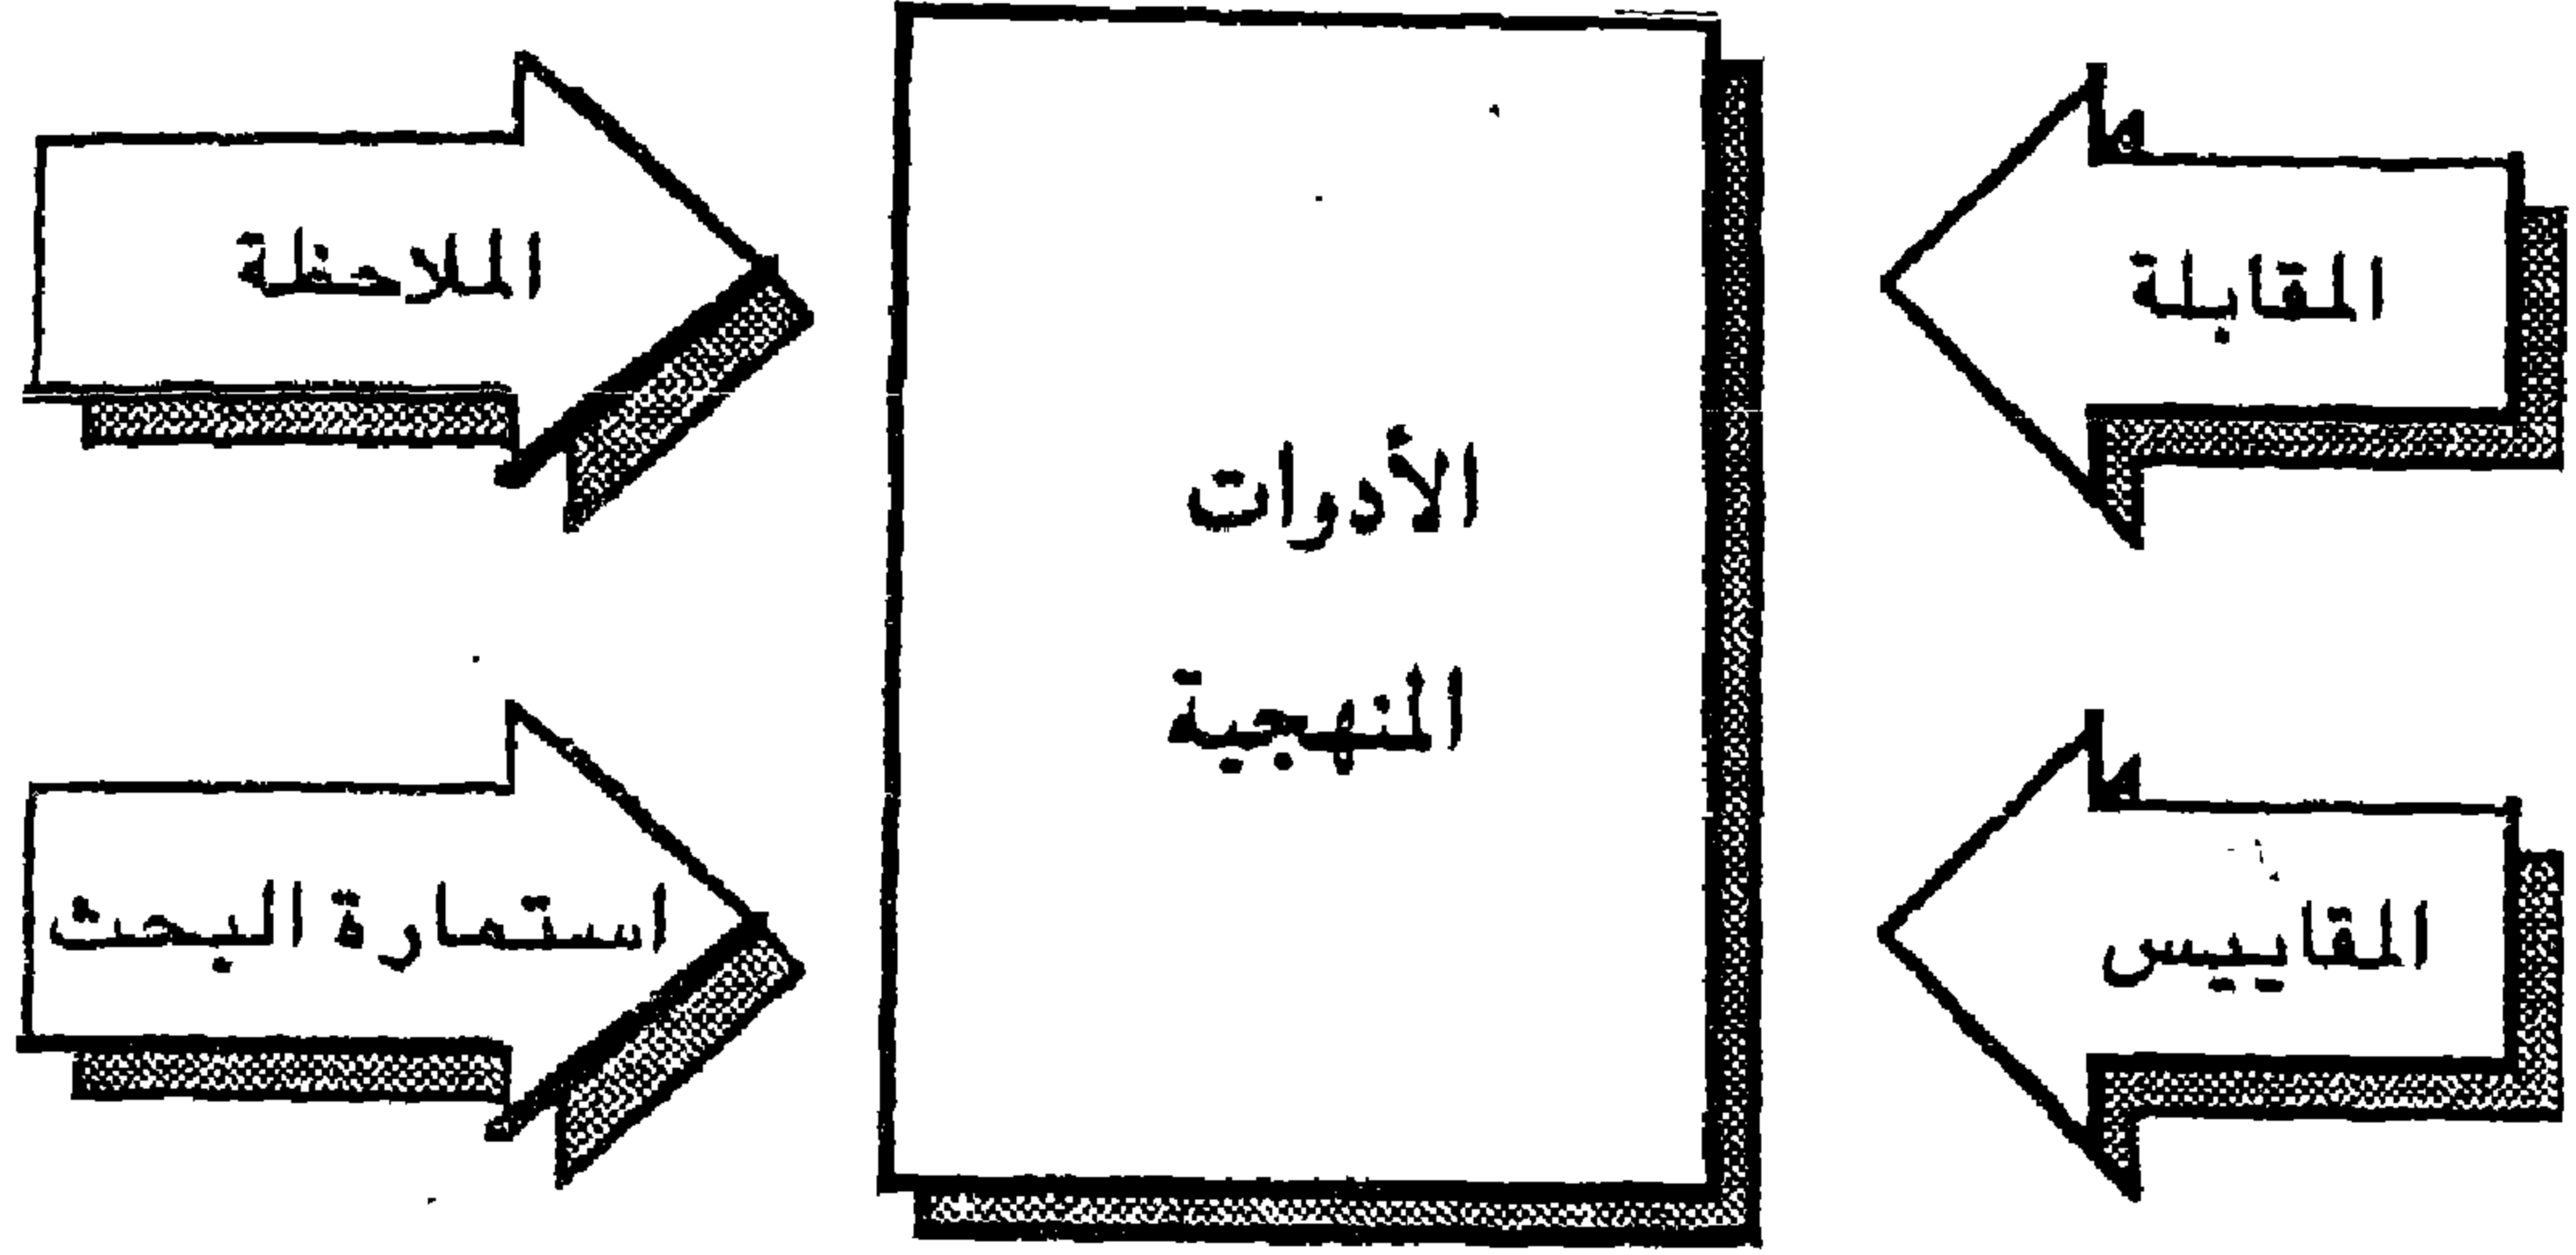 المقابلة
الملاحظة
الأدوات
المنهجية
المقاييس
استمارة البحث